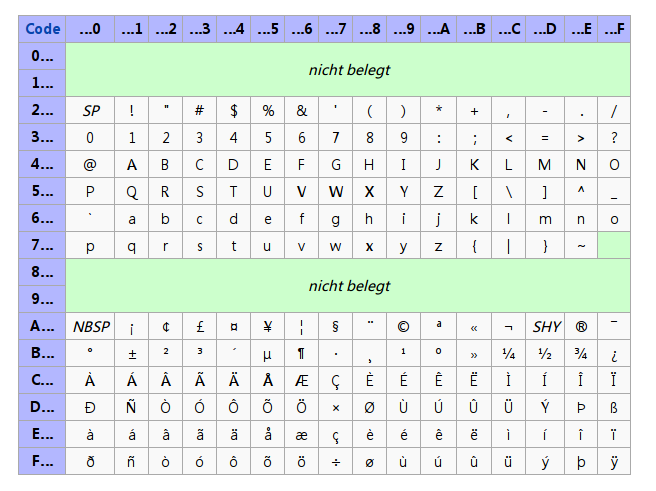 Code ...0 ...1 ...2 ...3 ...4 ...5 ...6 ...7 ...8 ...9 ...A ...B ...C ...D ...E ...F
0...
nicht belegt
1...
2... SP ! " # $ % & ' ( ) * + , - . /
3... 0 1 2 3 4 5 6 7 8 9 : ; < = > ?
4... @ A B C D E F G H I J K L M N O
5... P Q R S T U V W X Y Z [ \ ] ^ _
6... ` a b c d e f g h i j k l m n o
7... p q r s t u v w x y z { | } ~
8...
nicht belegt
9...
A... NBSP ¡ ¢ £ ¤ ¥ ¦ § ¨ © ª « ¬ SHY ® ¯
B... ° ± ² ³ ´ µ ¶ · ¸ ¹ º » ¼ ½ ¾ ¿
C... À Á Â Ã Ä Å Æ Ç È É Ê Ë Ì Í Î Ï
D... Ð Ñ Ò Ó Ô Õ Ö × Ø Ù Ú Û Ü Ý Þ ß
E... à á â ã ä å æ ç è é ê ë ì í î ï
F... ð ñ ò ó ô õ ö ÷ ø ù ú û ü ý þ ÿ